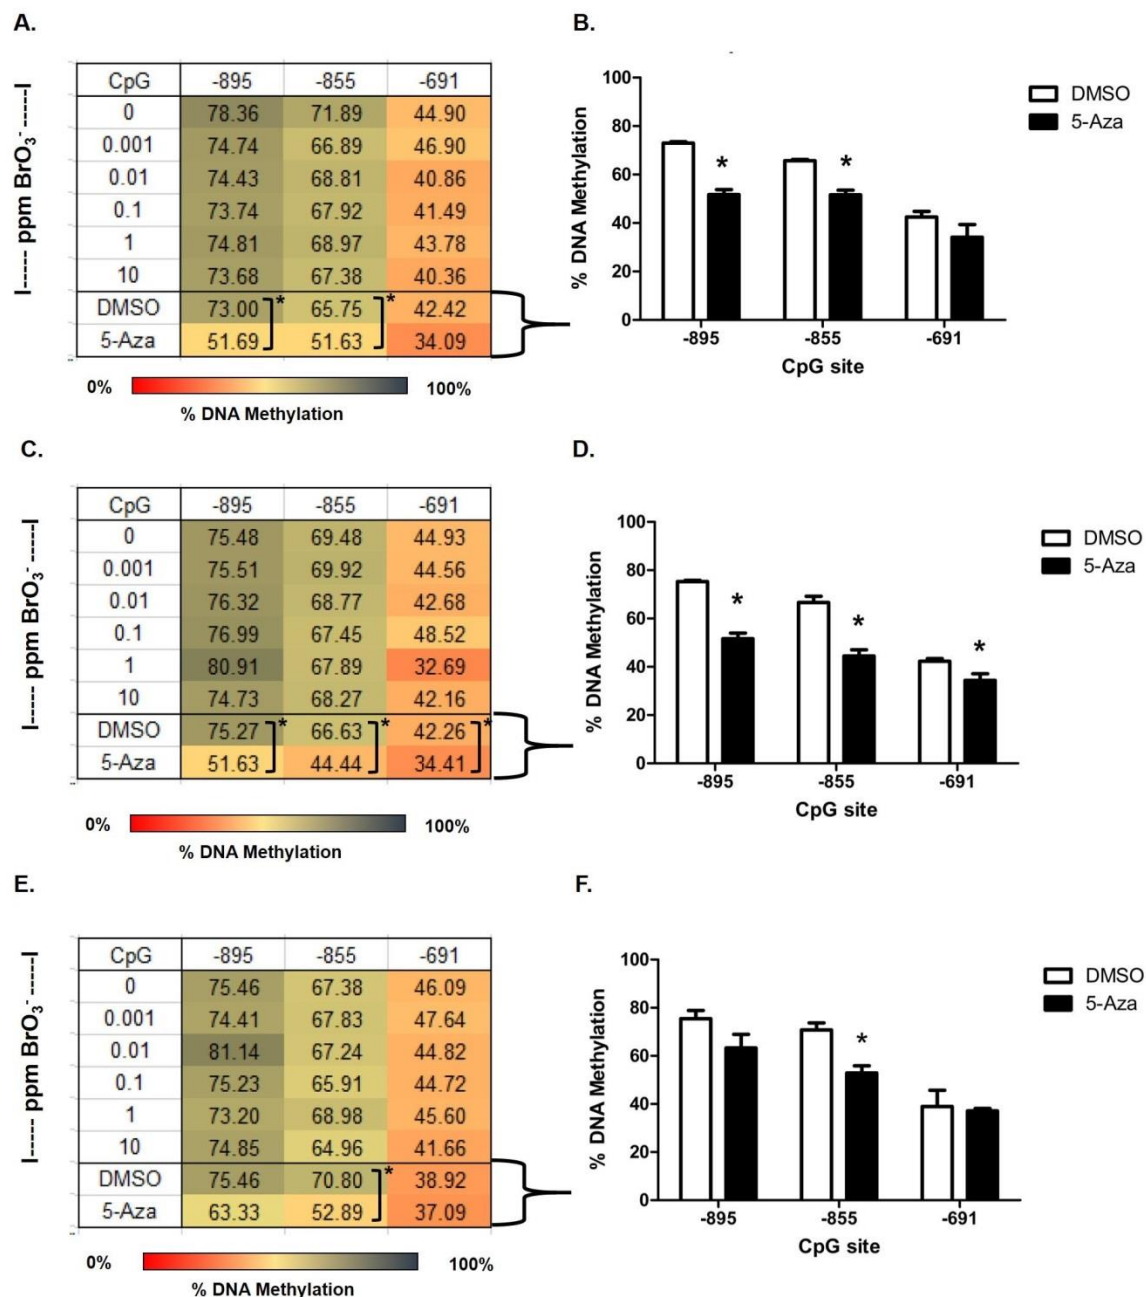 A.
CpG -895 -855 -691
0 78.36 71.89 44.90
0.001 74.74 66.89 46.90
0.01 74.43 68.81 40.86
0.1 73.74 67.92 41.49
1 74.81 68.97 43.78
10 73.68 67.38 40.36
DMSO 73.00 * 65.75 * 42.42
5-Aza 51.69 51.63 34.09
I----- ppm BrO₃⁻ -----I
0% 100%
% DNA Methylation
B.
DMSO
5-Aza
% DNA Methylation
100
80
60
40
20
0
* *
-895 -855 -691
CpG site
C.
CpG -895 -855 -691
0 75.48 69.48 44.93
0.001 75.51 69.92 44.56
0.01 76.32 68.77 42.68
0.1 76.99 67.45 48.52
1 80.91 67.89 32.69
10 74.73 68.27 42.16
DMSO 75.27 * 66.63 * 42.26 *
5-Aza 51.63 44.44 34.41
I----- ppm BrO₃⁻ -----I
0% 100%
% DNA Methylation
D.
DMSO
5-Aza
% DNA Methylation
100
80
60
40
20
0
* * *
-895 -855 -691
CpG site
E.
CpG -895 -855 -691
0 75.46 67.38 46.09
0.001 74.41 67.83 47.64
0.01 81.14 67.24 44.82
0.1 75.23 65.91 44.72
1 73.20 68.98 45.60
10 74.85 64.96 41.66
DMSO 75.46 70.80 * 38.92
5-Aza 63.33 52.89 37.09
I----- ppm BrO₃⁻ -----I
0% 100%
% DNA Methylation
F.
DMSO
5-Aza
% DNA Methylation
100
80
60
40
20
0
*
-895 -855 -691
CpG site